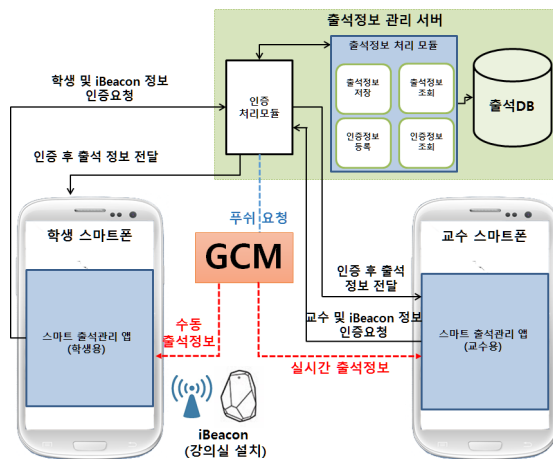 출석정보 관리 서버
출석정보 처리 모듈
출석정보
저장
출석정보
조회
인증정보
등록
인증정보
조회
출석DB
인증
처리모듈
학생 및 iBeacon 정보
인증요청
인증 후 출석 정보 전달
푸쉬 요청
GCM
학생 스마트폰
스마트 출석관리 앱
(학생용)
교수 스마트폰
스마트 출석관리 앱
(교수용)
인증 후 출석
정보 전달
교수 및 iBeacon 정보
인증요청
수동
출석정보
실시간 출석정보
iBeacon
(강의실 설치)